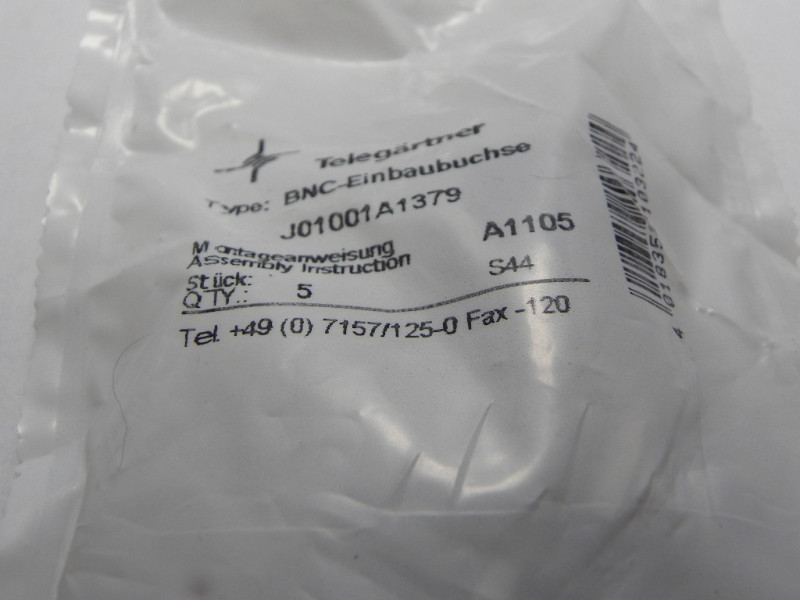 Telegärtner
Type: BNC-Einbaubuchse
J01001A1379
Montageanweisung A1105
Assembly Instruction
Stück: S44
QTY.: 5
Tel. +49 (0) 7157/125-0 Fax -120